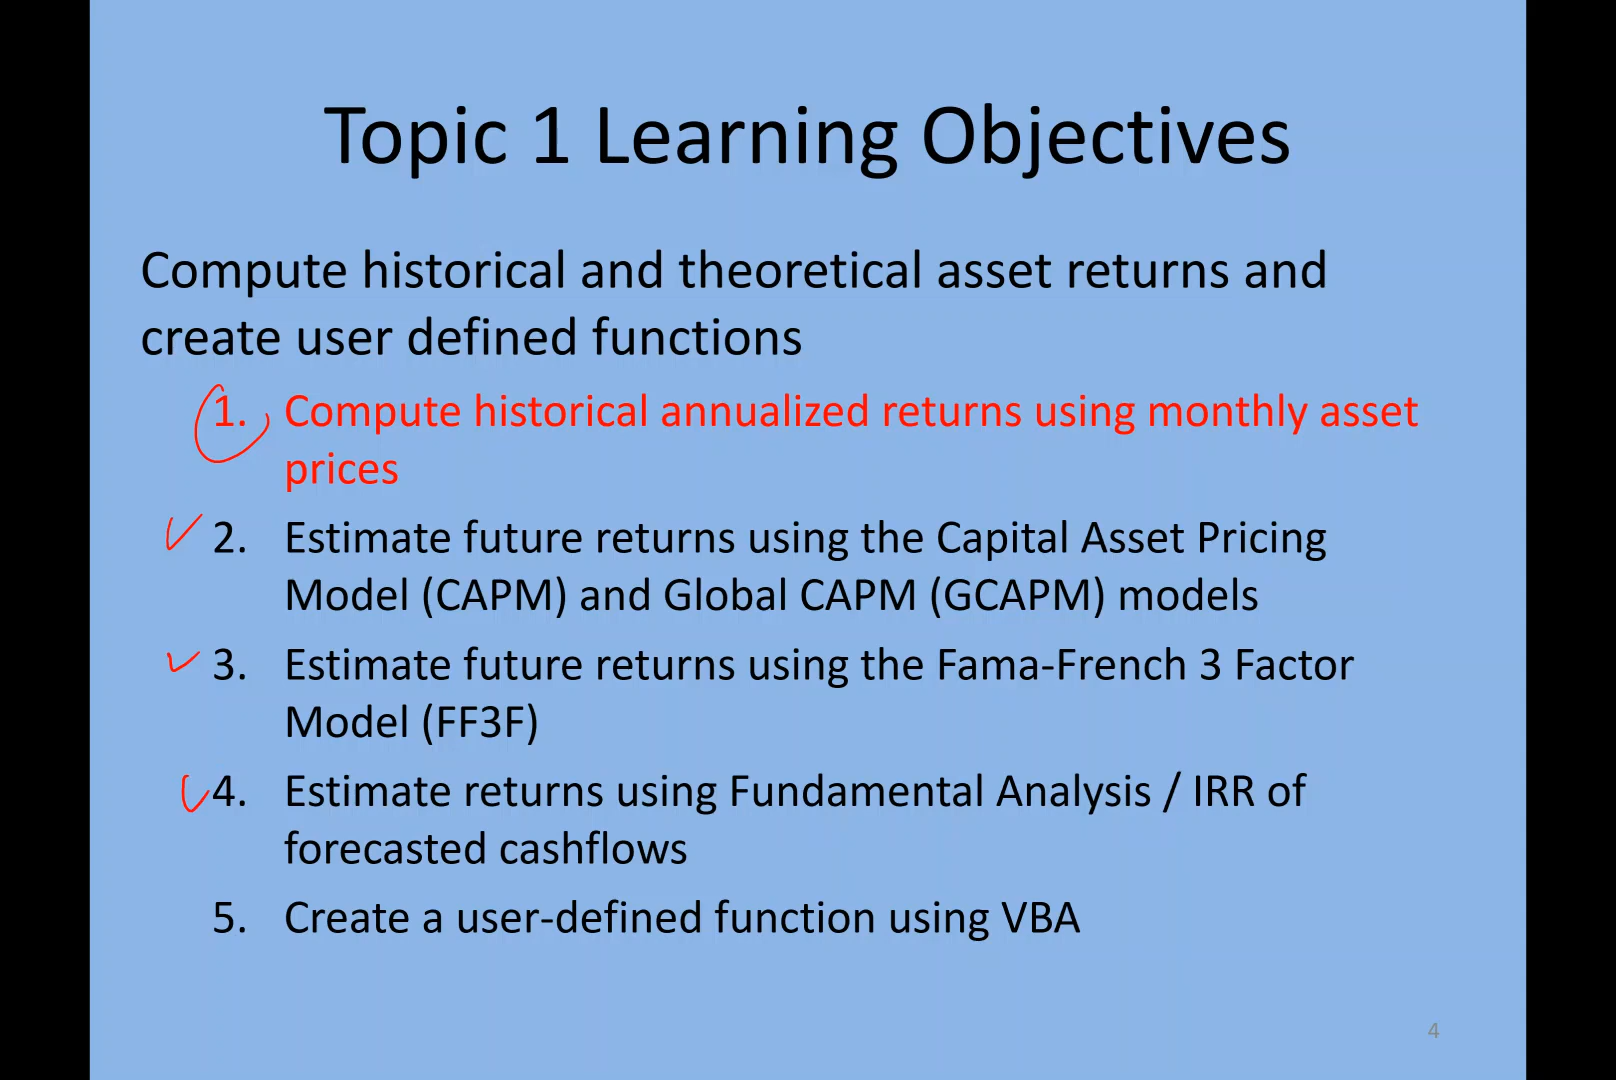 Topic 1 Learning Objectives
Compute historical and theoretical asset returns and
create user defined functions
1. Compute historical annualized returns using monthly asset
prices
2. Estimate future returns using the Capital Asset Pricing
Model (CAPM) and Global CAPM (GCAPM) models
3. Estimate future returns using the Fama-French 3 Factor
Model (FF3F)
4. Estimate returns using Fundamental Analysis / IRR of
forecasted cashflows
5. Create a user-defined function using VBA
4